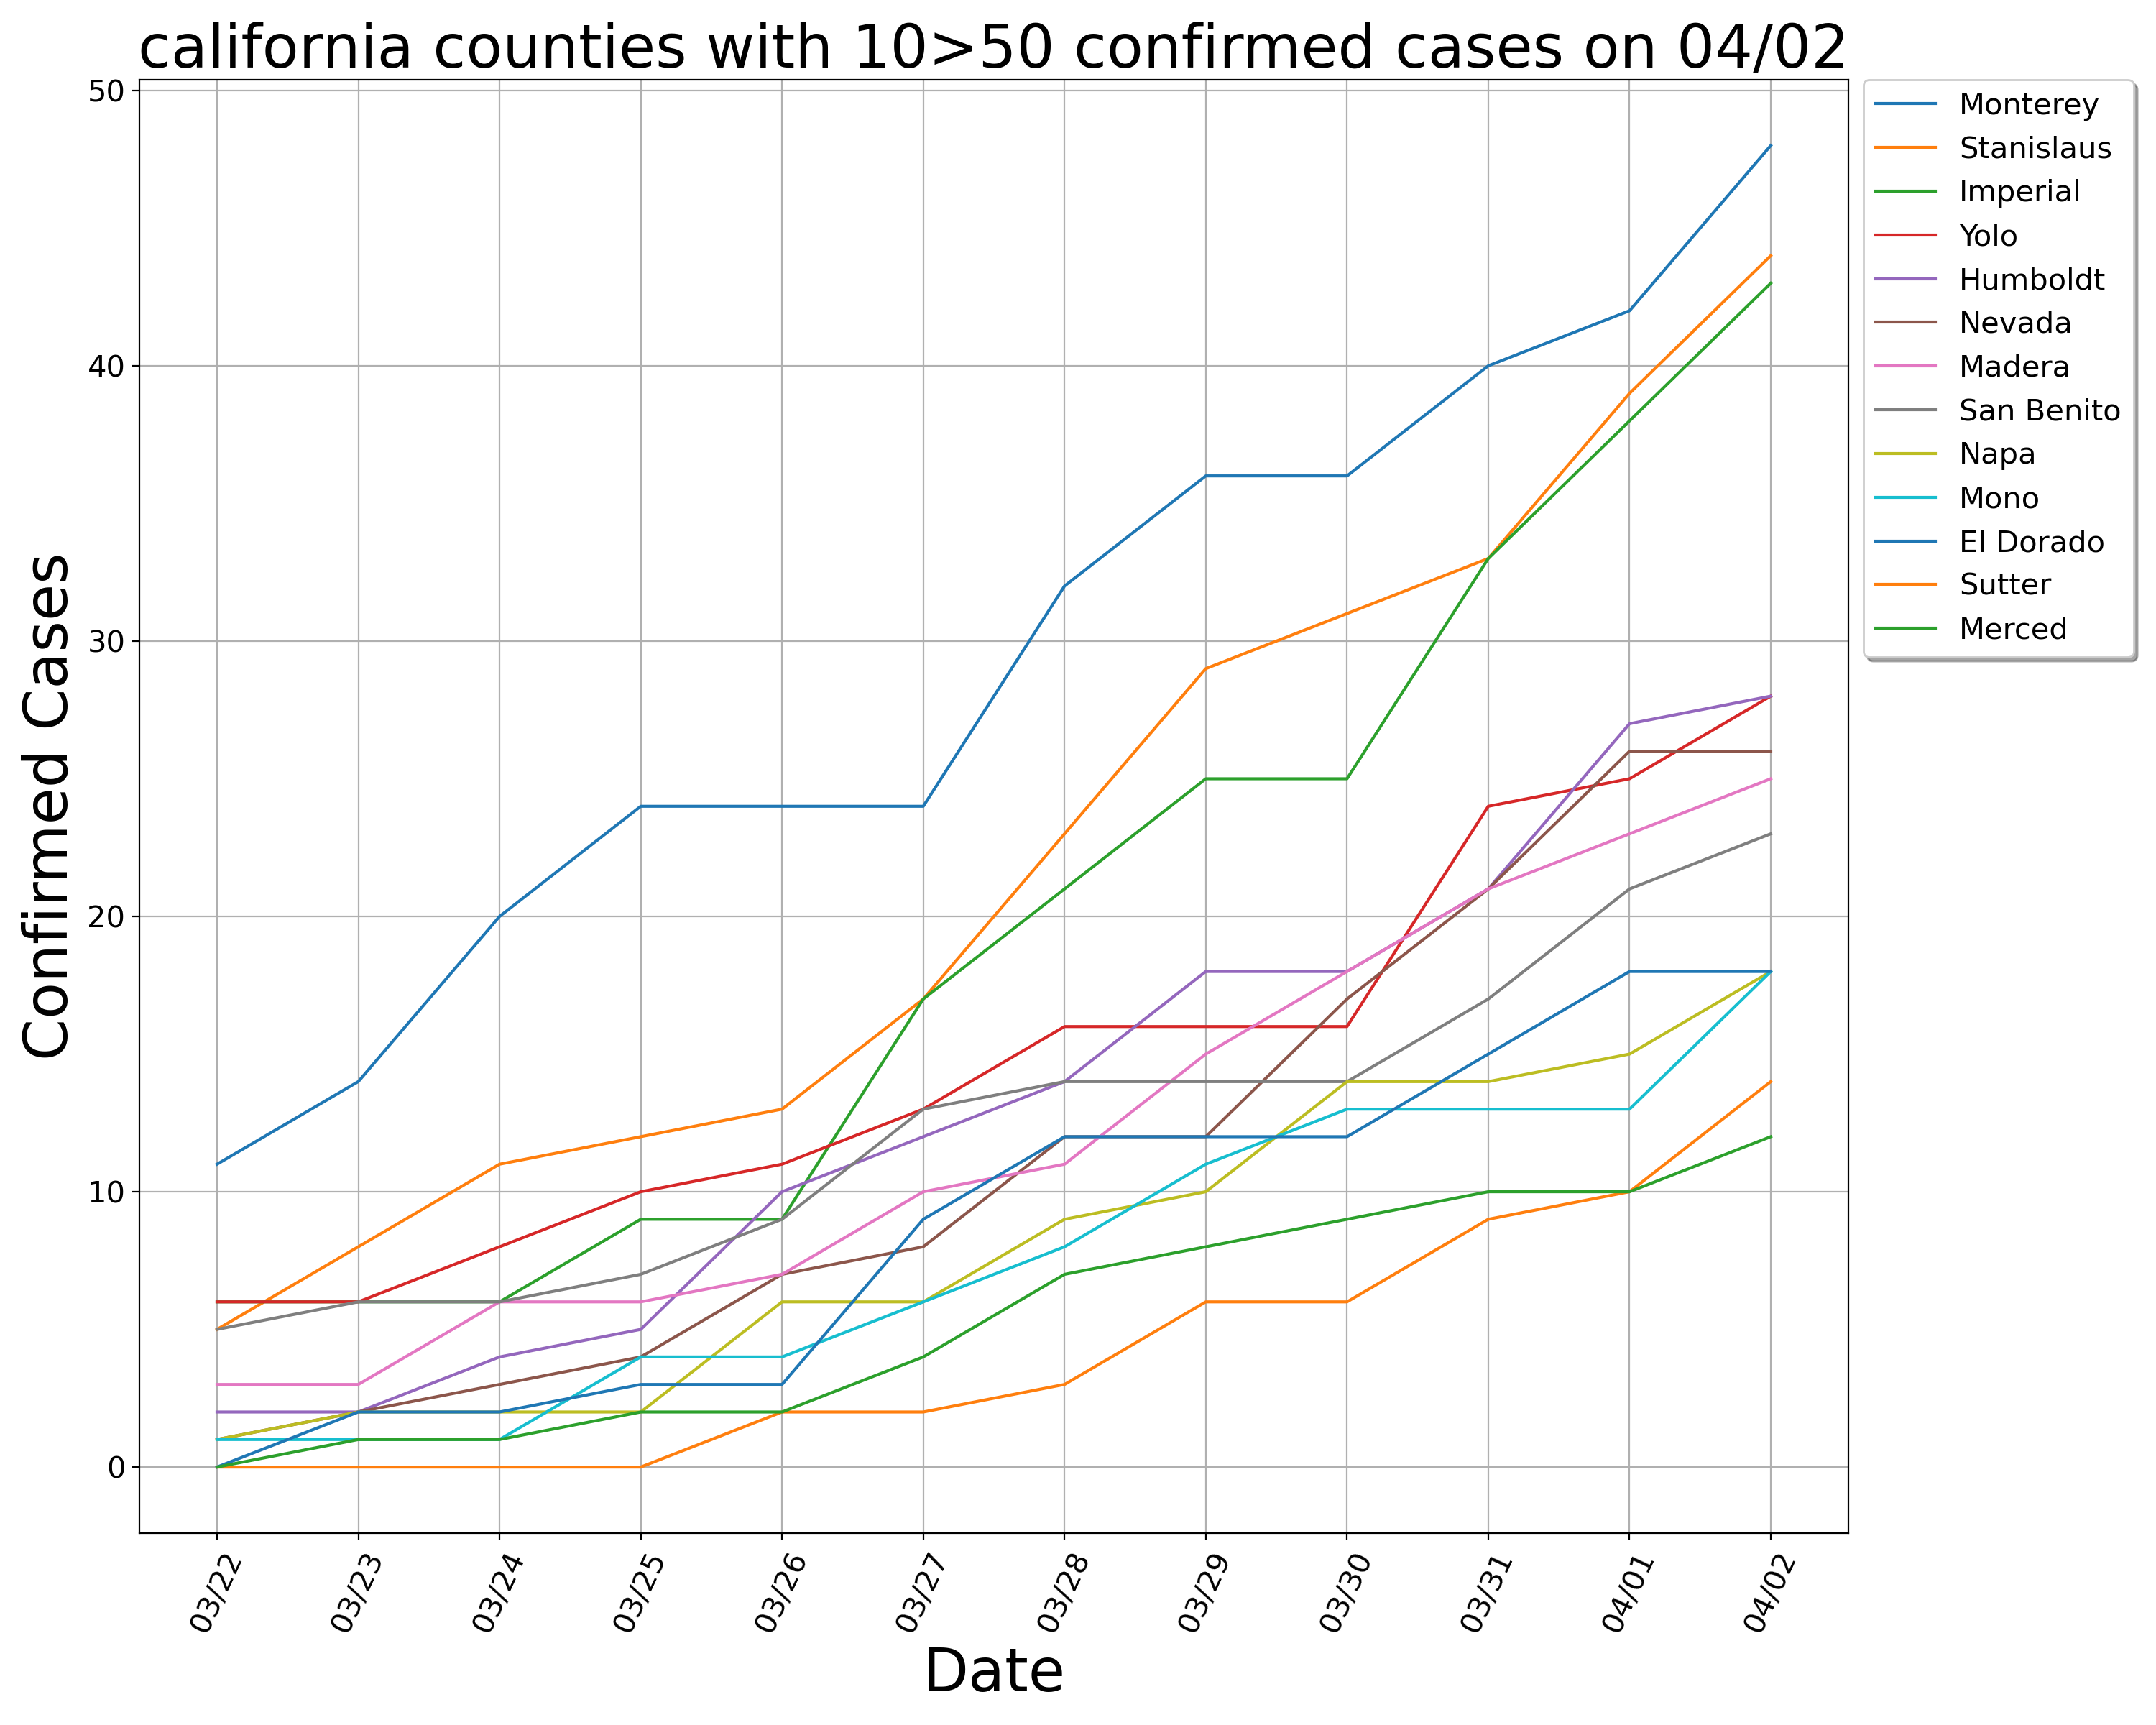 california counties with 10>50 confirmed cases on 04/02
50
40
30
20
10
0
Confirmed Cases
03/22
03/23
03/24
03/25
03/26
03/27
03/28
03/29
03/30
03/31
04/01
04/02
Date
Monterey
Stanislaus
Imperial
Yolo
Humboldt
Nevada
Madera
San Benito
Napa
Mono
El Dorado
Sutter
Merced